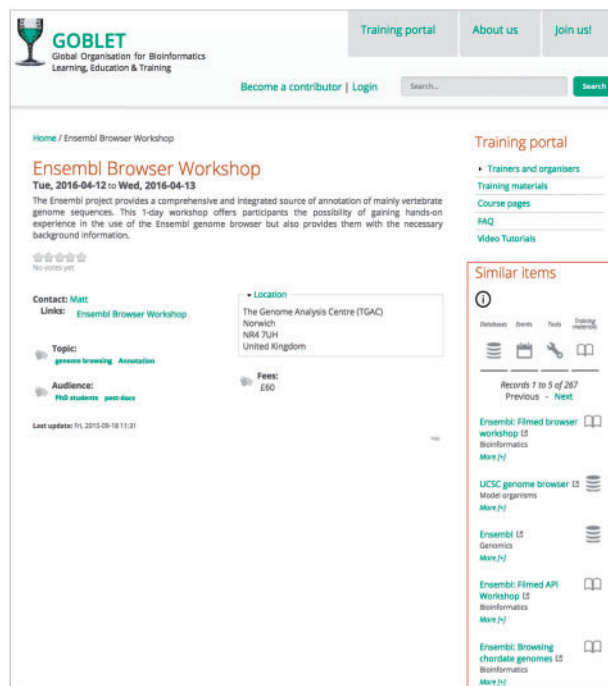 GOBLET
Global Organisation for Bioinformatics
Learning, Education & Training
Training portal
About us
Join us!
Become a contributor | Login
Search...
Search
Home / Ensembl Browser Workshop
Ensembl Browser Workshop
Tue, 2016-04-12 to Wed, 2016-04-13
The Ensembl project provides a comprehensive and integrated source of annotation of mainly vertebrate
genome sequences. This 1-day workshop offers participants the possibility of gaining hands-on
experience in the use of the Ensembl genome browser but also provides them with the necessary
background information.
No votes yet
Contact: Matt
Links: Ensembl Browser Workshop
Topic:
genome browsing Annotation
Audience:
PhD students post-docs
Last update: Fri, 2015-09-18 11:31
Location
The Genome Analysis Centre (TGAC)
Norwich
NR4 7UH
United Kingdom
Fees:
£60
Training portal
Trainers and organisers
Training materials
Course pages
FAQ
Video Tutorials
Similar items
Databases Events Tools Training materials
Records 1 to 5 of 267
Previous - Next
Ensembl: Filmed browser
workshop
Bioinformatics
More [+]
UCSC genome browser
Model organisms
More [+]
Ensembl
Genomics
More [+]
Ensembl: Filmed API
Workshop
Bioinformatics
More [+]
Ensembl: Browsing
chordate genomes
Bioinformatics
More [+]